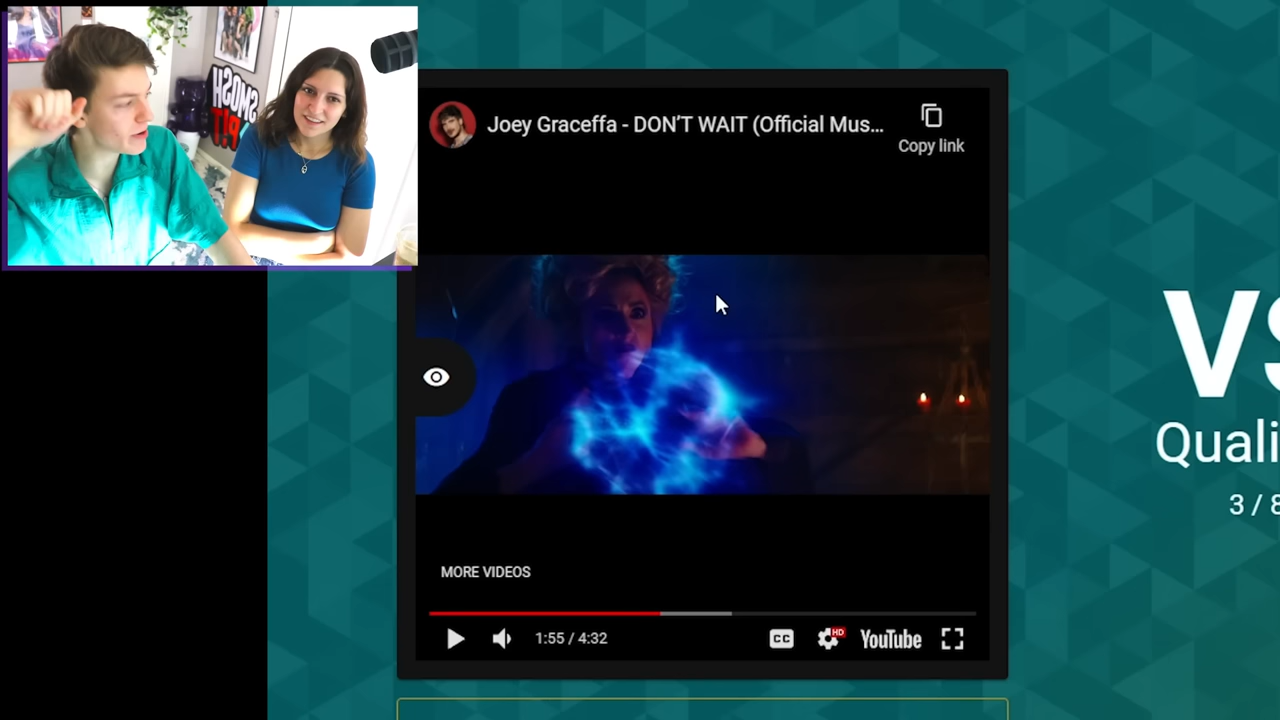 SMOSH
PIT
Joey Graceffa - DON'T WAIT (Official Mus...
Copy link
VS
Quali
3 / 8
MORE VIDEOS
1:55 / 4:32
CC
HD
YouTube